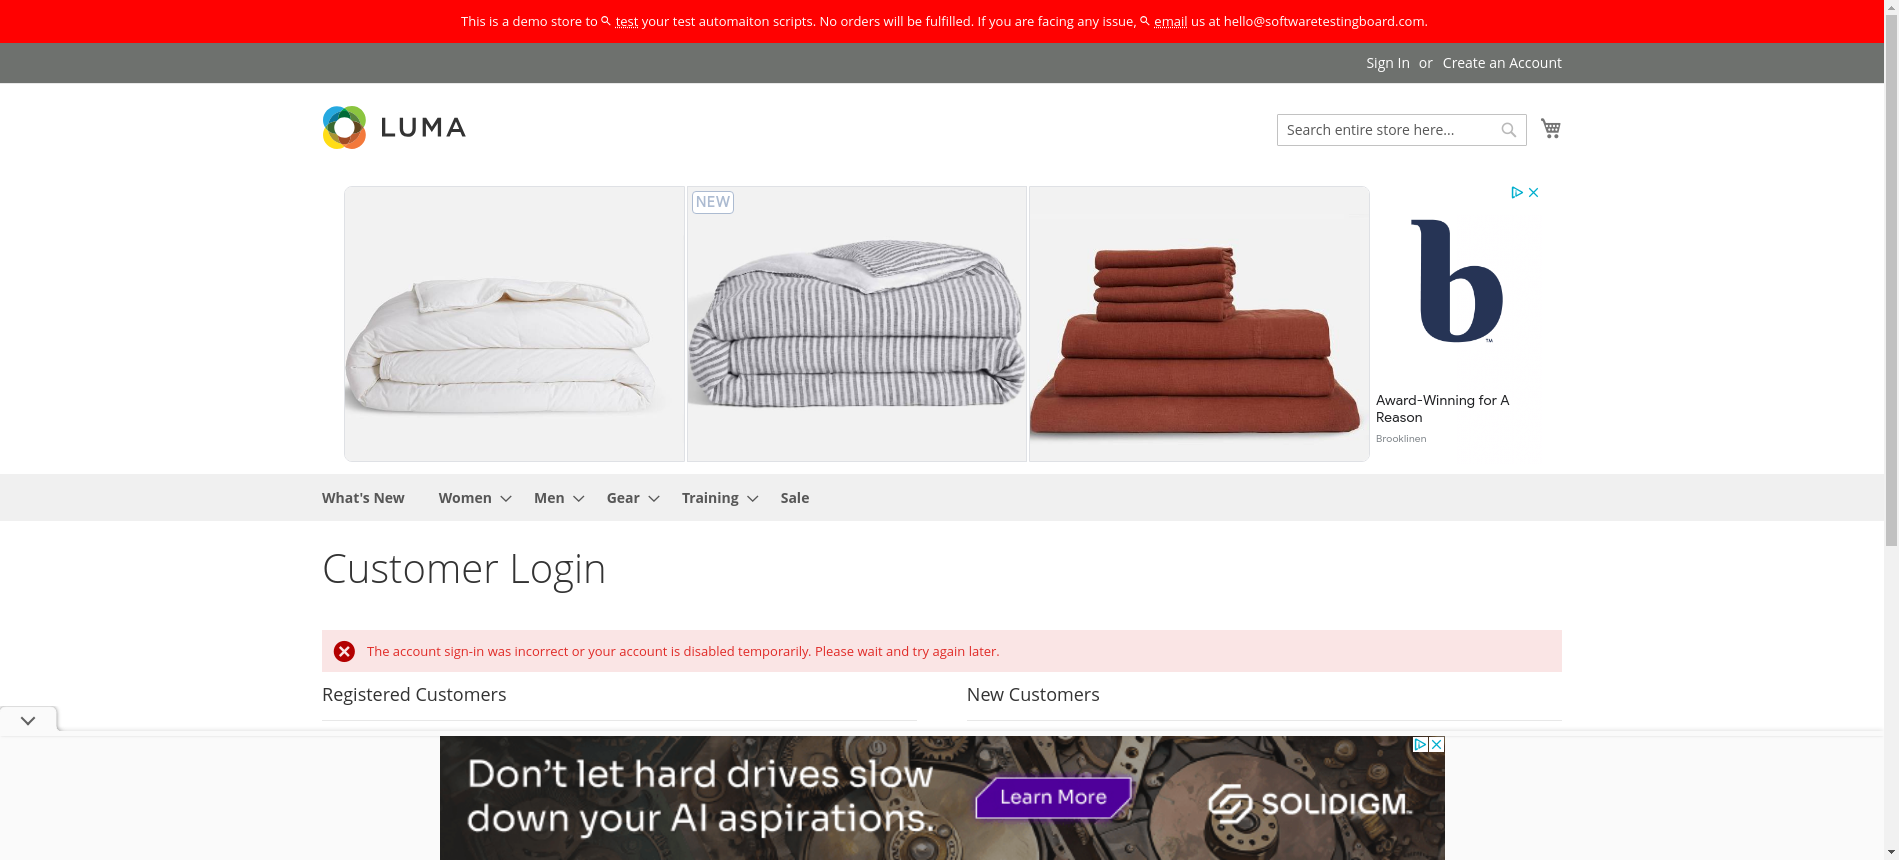 This is a demo store to test your test automaiton scripts. No orders will be fulfilled. If you are facing any issue, email us at hello@softwaretestingboard.com.
Sign In or Create an Account
LUMA
Search entire store here...
NEW
b
™
Award-Winning for A
Reason
Brooklinen
What's New Women Men Gear Training Sale
Customer Login
The account sign-in was incorrect or your account is disabled temporarily. Please wait and try again later.
Registered Customers
New Customers
Don't let hard drives slow
down your AI aspirations.
Learn More
SOLIDIGM™